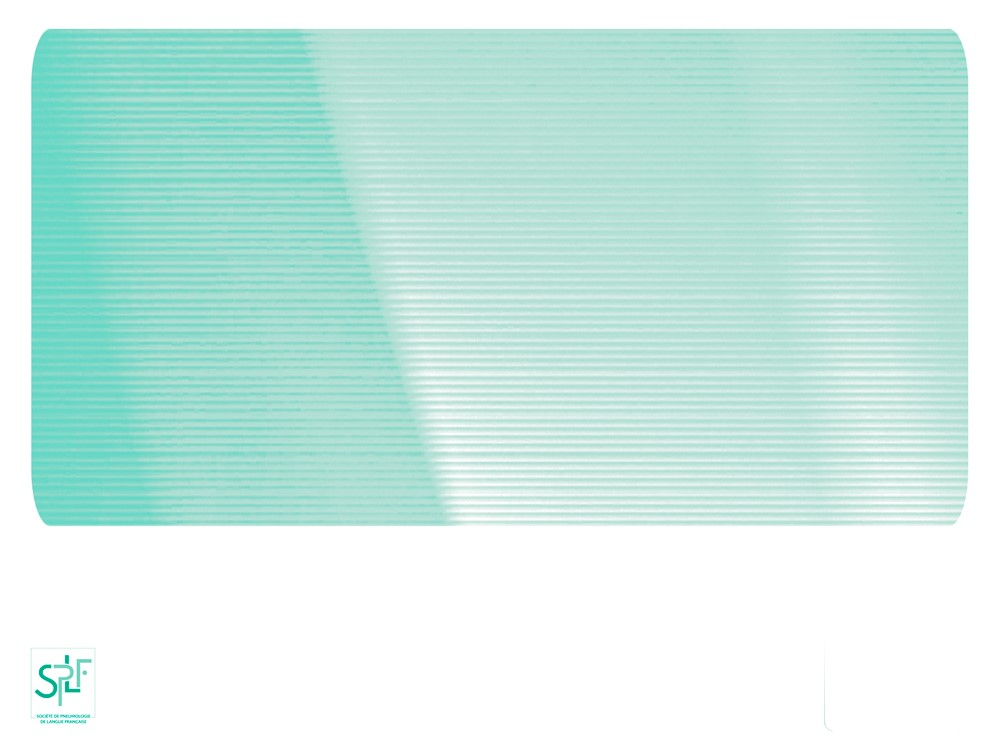 SPLF
SOCIÉTÉ DE PNEUMOLOGIE
DE LANGUE FRANÇAISE